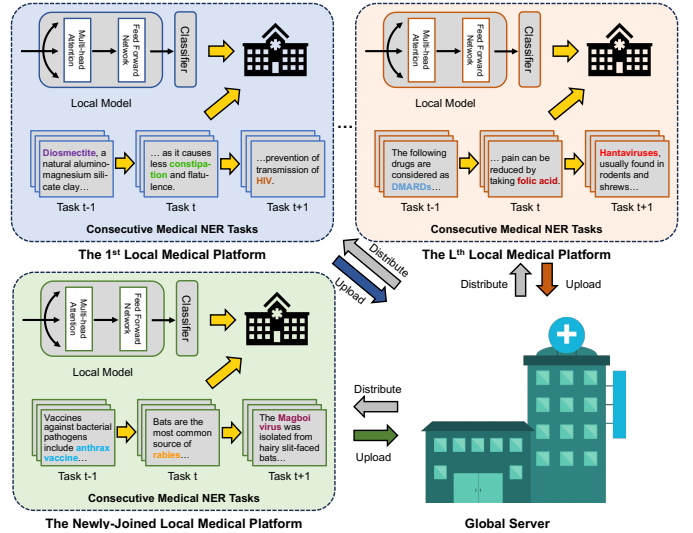 Multi-head
Attention
Feed Forward
Network
Classifier
Local Model
Diosmectite, a
natural alumino-
magnesium sili-
cate clay…
… as it causes
less constipa-
tion and flatu-
lence.
…prevention of
transmission of
HIV.
Task t-1
Task t
Task t+1
Consecutive Medical NER Tasks
The 1st Local Medical Platform
...
Multi-head
Attention
Feed Forward
Network
Classifier
Local Model
The following
drugs are
considered as
DMARDs…
… pain can be
reduced by
taking folic acid.
Hantaviruses,
usually found in
rodents and
shrews…
Task t-1
Task t
Task t+1
Consecutive Medical NER Tasks
The Lth Local Medical Platform
Distribute
Upload
Distribute
Upload
Multi-head
Attention
Feed Forward
Network
Classifier
Local Model
Vaccines
against bacterial
pathogens
include anthrax
vaccine…
Bats are the
most common
source of
rabies…
The Magboi
virus was
isolated from
hairy slit-faced
bats…
Task t-1
Task t
Task t+1
Consecutive Medical NER Tasks
The Newly-Joined Local Medical Platform
Distribute
Upload
Global Server